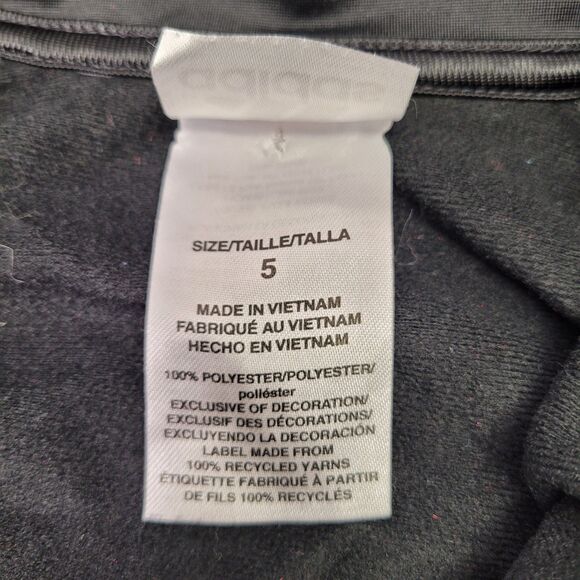 adidas
SIZE/TAILLE/TALLA
5
MADE IN VIETNAM
FABRIQUÉ AU VIETNAM
HECHO EN VIETNAM
100% POLYESTER/POLYESTER/
poliéster
EXCLUSIVE OF DECORATION/
EXCLUSIF DES DÉCORATIONS/
EXCLUYENDO LA DECORACIÓN
LABEL MADE FROM
100% RECYCLED YARNS
ÉTIQUETTE FABRIQUÉ À PARTIR
DE FILS 100% RECYCLÉS